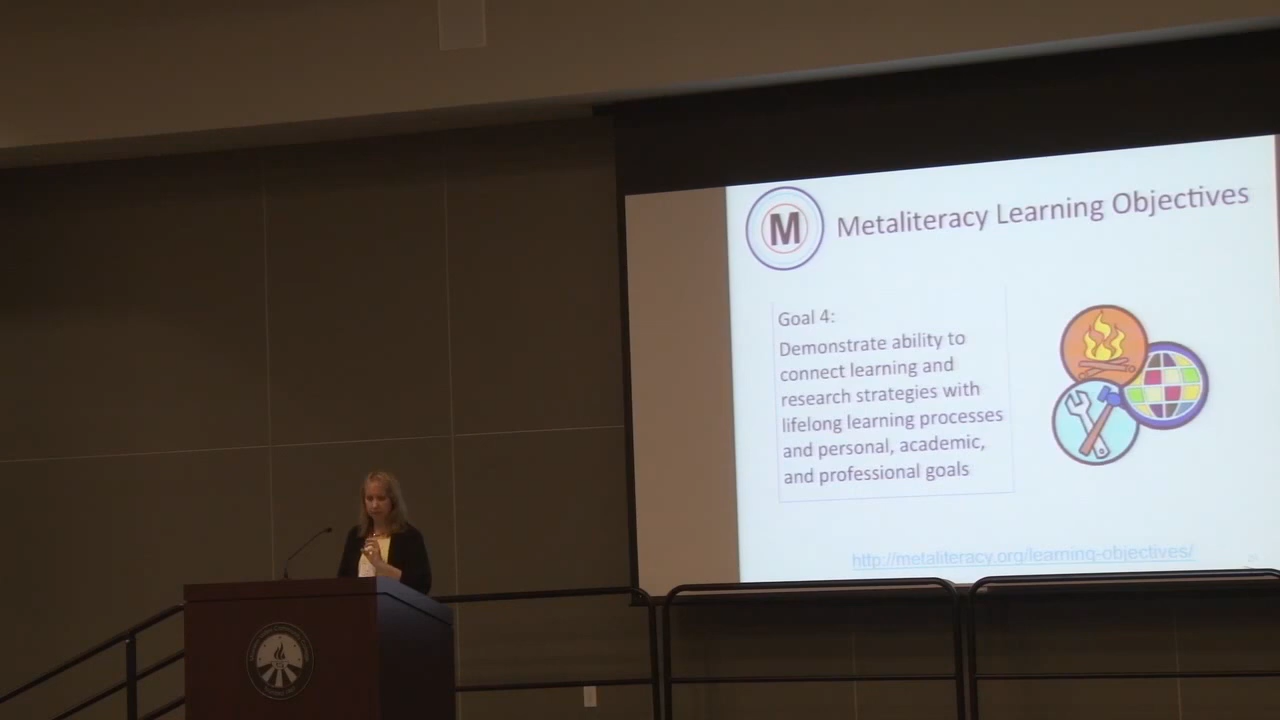 M
Metaliteracy Learning Objectives
Goal 4:
Demonstrate ability to
connect learning and
research strategies with
lifelong learning processes
and personal, academic,
and professional goals
http://metaliteracy.org/learning-objectives/